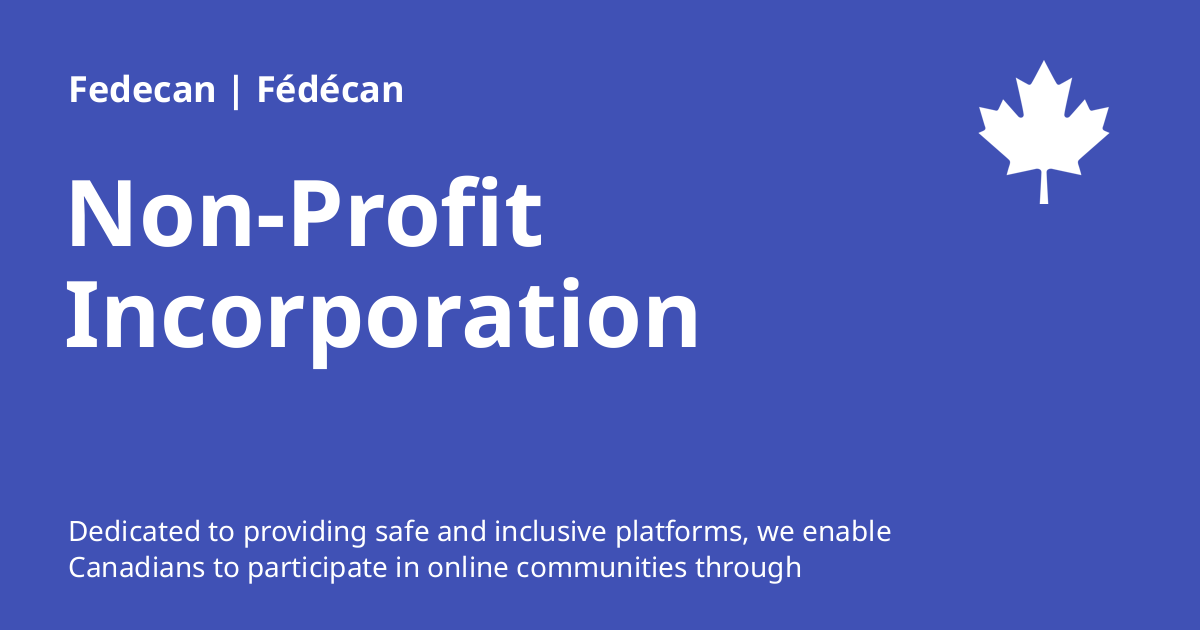 Fedecan | Fédécan
Non-Profit
Incorporation
Dedicated to providing safe and inclusive platforms, we enable
Canadians to participate in online communities through